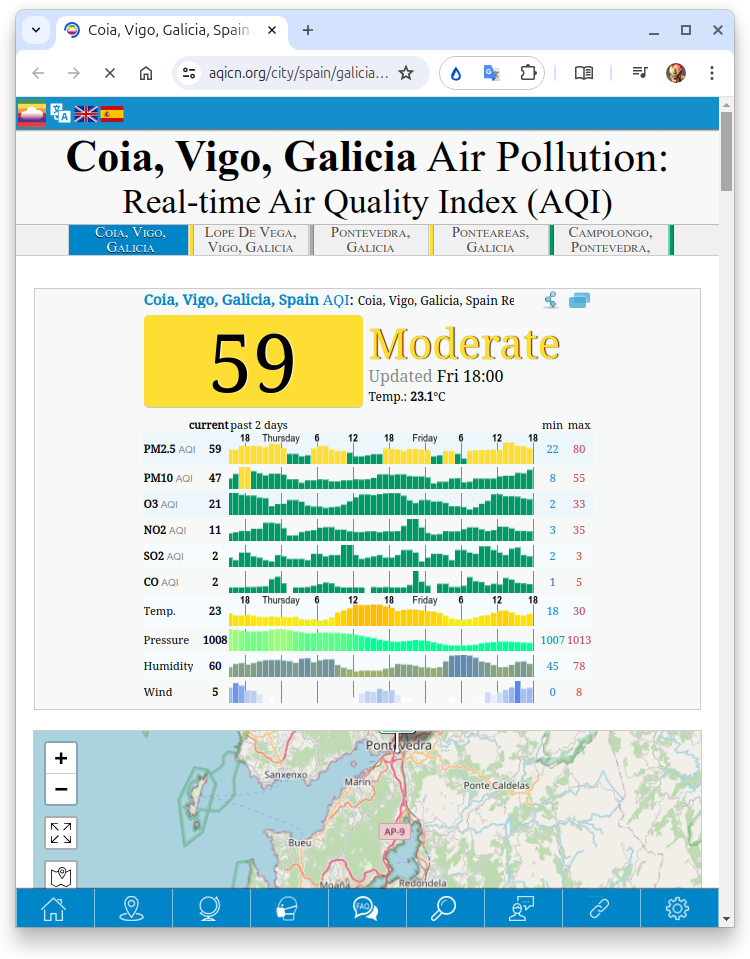 Coia, Vigo, Galicia, Spain
aqicn.org/city/spain/galicia...
Coia, Vigo, Galicia Air Pollution:
Real-time Air Quality Index (AQI)
Coia, Vigo, Galicia
Lope De Vega, Vigo, Galicia
Pontevedra, Galicia
Ponteareas, Galicia
Campolongo, Pontevedra,
Coia, Vigo, Galicia, Spain AQI: Coia, Vigo, Galicia, Spain Re
59
Moderate
Updated Fri 18:00
Temp.: 23.1°C
current past 2 days min max
18 Thursday 6 12 18 Friday 6 12 18
PM2.5 AQI 59 22 80
PM10 AQI 47 8 55
O3 AQI 21 2 33
NO2 AQI 11 3 35
SO2 AQI 2 2 3
CO AQI 2 1 5
18 Thursday 6 12 18 Friday 6 12 18
Temp. 23 18 30
Pressure 1008 1007 1013
Humidity 60 45 78
Wind 5 0 8
+
−
Pontevedra
Sanxenxo
Marín
Ponte Caldelas
AP-9
Bueu
Moaña
Redondela
FAQ